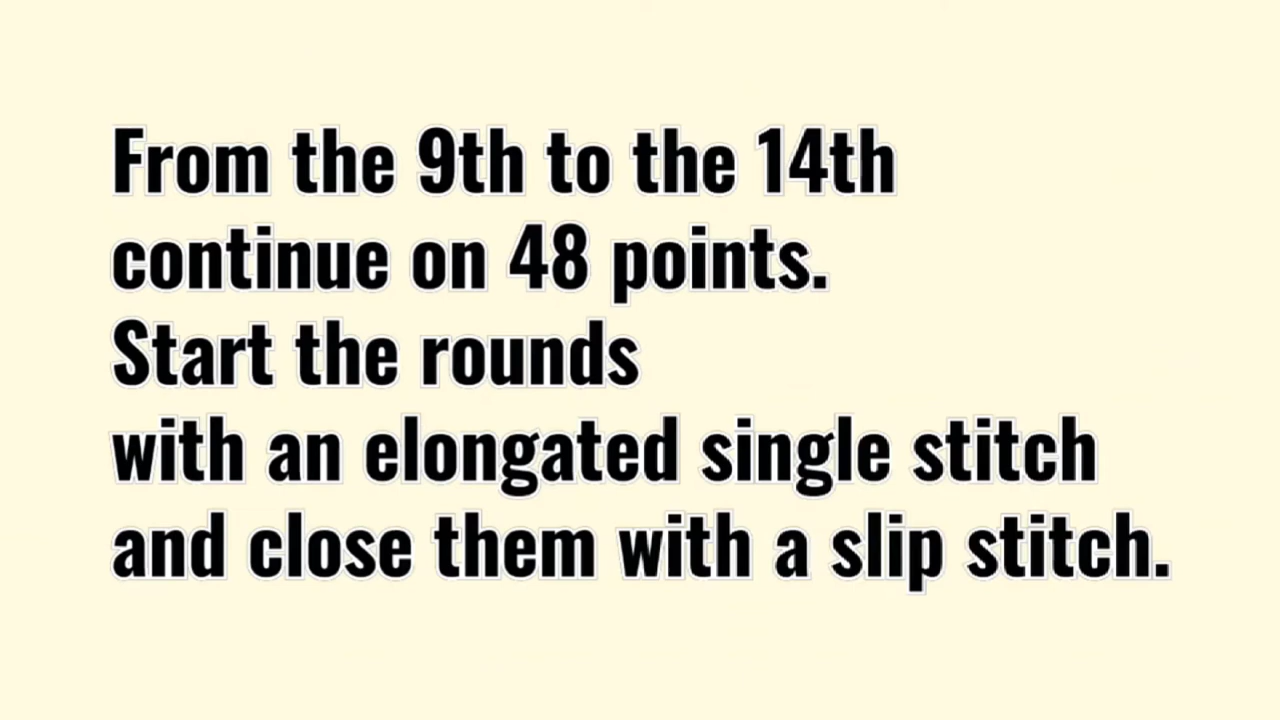 From the 9th to the 14th
continue on 48 points.
Start the rounds
with an elongated single stitch
and close them with a slip stitch.